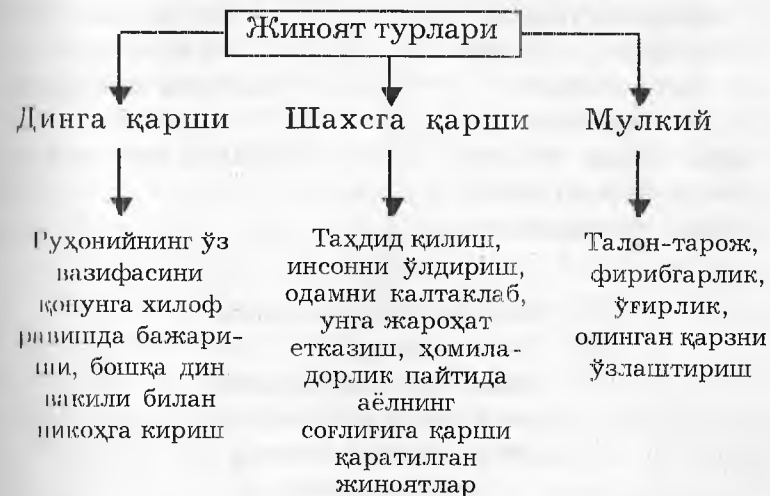 Жиноят турлари
Динга қарши
Шахсга қарши
Мулкий
Руҳонийнинг ўз
вазифасини
қонунга хилоф
равишда бажари-
ши, бошқа дин
вакили билан
никоҳга кириш
Таҳдид қилиш,
инсонни ўлдириш,
одамни калтаклаб,
унга жароҳат
етказиш, ҳомила-
дорлик пайтида
аёлнинг
соғлиғига қарши
қаратилган
жиноятлар
Талон-тарож,
фирибгарлик,
ўғирлик,
олинган қарзни
ўзлаштириш